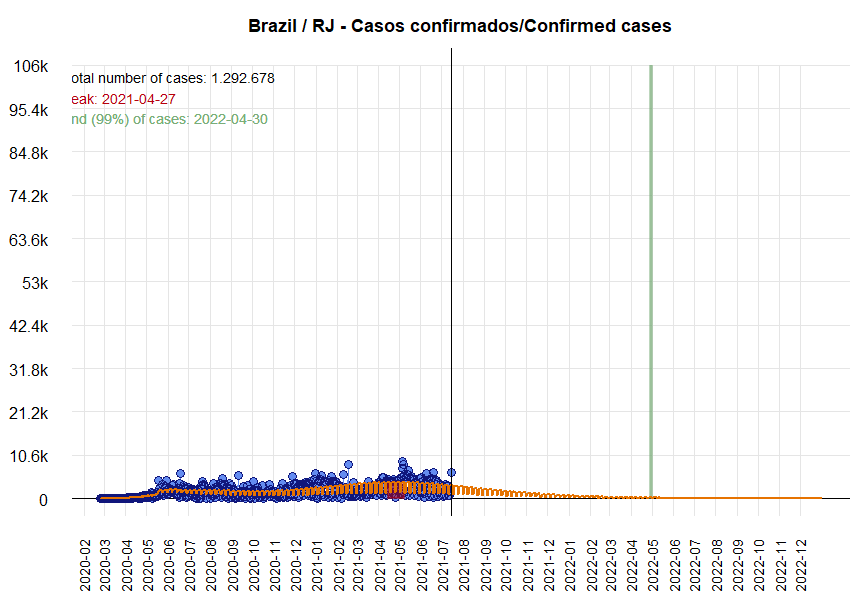 Brazil / RJ - Casos confirmados/Confirmed cases
106k
otal number of cases: 1.292.678
eak: 2021-04-27
95.4k
nd (99%) of cases: 2022-04-30
84.8k
74.2k
63.6k
53k
42.4k
31.8k
21.2k
10.6k
0
2020-02
2020-03
2020-04
2020-05
2020-06
2020-07
2020-08
2020-09
2020-10
2020-11
2020-12
2021-01
2021-02
2021-03
2021-04
2021-05
2021-06
2021-07
2021-08
2021-09
2021-10
2021-11
2021-12
2022-01
2022-02
2022-03
2022-04
2022-05
2022-06
2022-07
2022-08
2022-09
2022-10
2022-11
2022-12